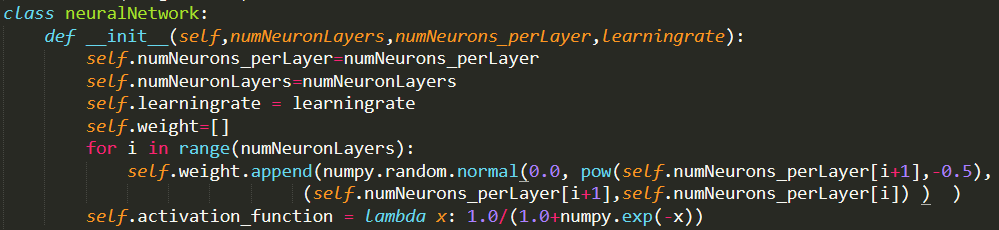 class neuralNetwork:
    def __init__(self,numNeuronLayers,numNeurons_perLayer,learningrate):
        self.numNeurons_perLayer=numNeurons_perLayer
        self.numNeuronLayers=numNeuronLayers
        self.learningrate = learningrate
        self.weight=[]
        for i in range(numNeuronLayers):
            self.weight.append(numpy.random.normal(0.0, pow(self.numNeurons_perLayer[i+1],-0.5),
                             (self.numNeurons_perLayer[i+1],self.numNeurons_perLayer[i]) )  )
        self.activation_function = lambda x: 1.0/(1.0+numpy.exp(-x))